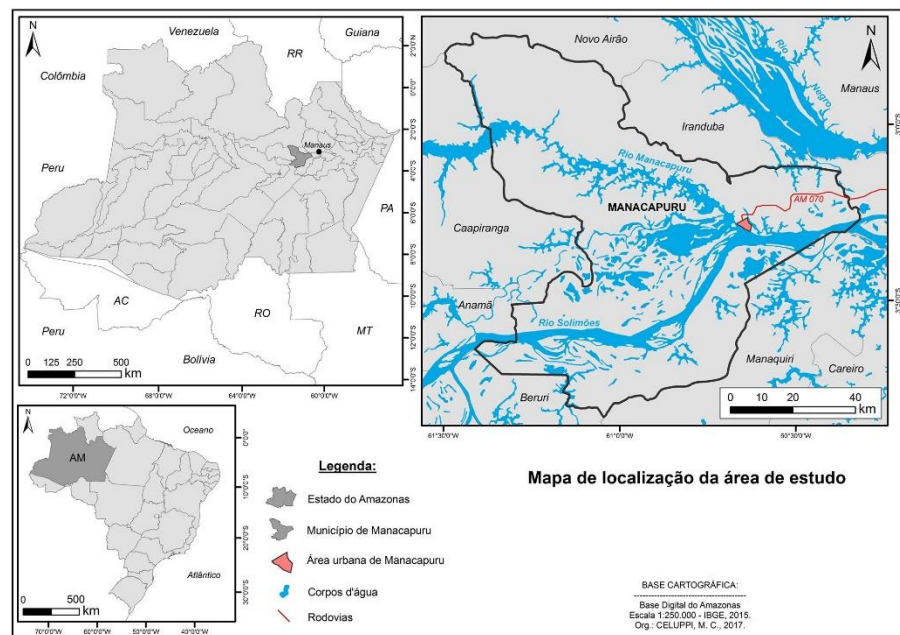 N
Venezuela
Guiana
RR
Colômbia
Manaus
Peru
PA
AC
Peru
RO
MT
Bolívia
2°0'0"S
4°0'0"S
6°0'0"S
8°0'0"S
10°0'0"S
12°0'0"S
14°0'0"S
0 125 250 500
km
72°0'0"W
68°0'0"W
64°0'0"W
60°0'0"W
N
Novo Airão
Rio Negro
Manaus
Iranduba
Rio Manacapuru
MANACAPURU
AM 070
Caapiranga
Anamã
Rio Solimões
Manaquiri
Careiro
Beruri
3°0'0"S
3°30'0"S
0 10 20 40
km
61°30'0"W
61°0'0"W
60°30'0"W
N
Oceano
AM
Atlântico
0°0'0"
10°0'0"S
20°0'0"S
30°0'0"S
0 500
km
70°0'0"W
60°0'0"W
50°0'0"W
40°0'0"W
Legenda:
Estado do Amazonas
Município de Manacapuru
Área urbana de Manacapuru
Corpos d'água
Rodovias
Mapa de localização da área de estudo
BASE CARTOGRÁFICA:
Base Digital do Amazonas
Escala 1:250.000 - IBGE, 2015.
Org.: CELUPPI, M. C., 2017.